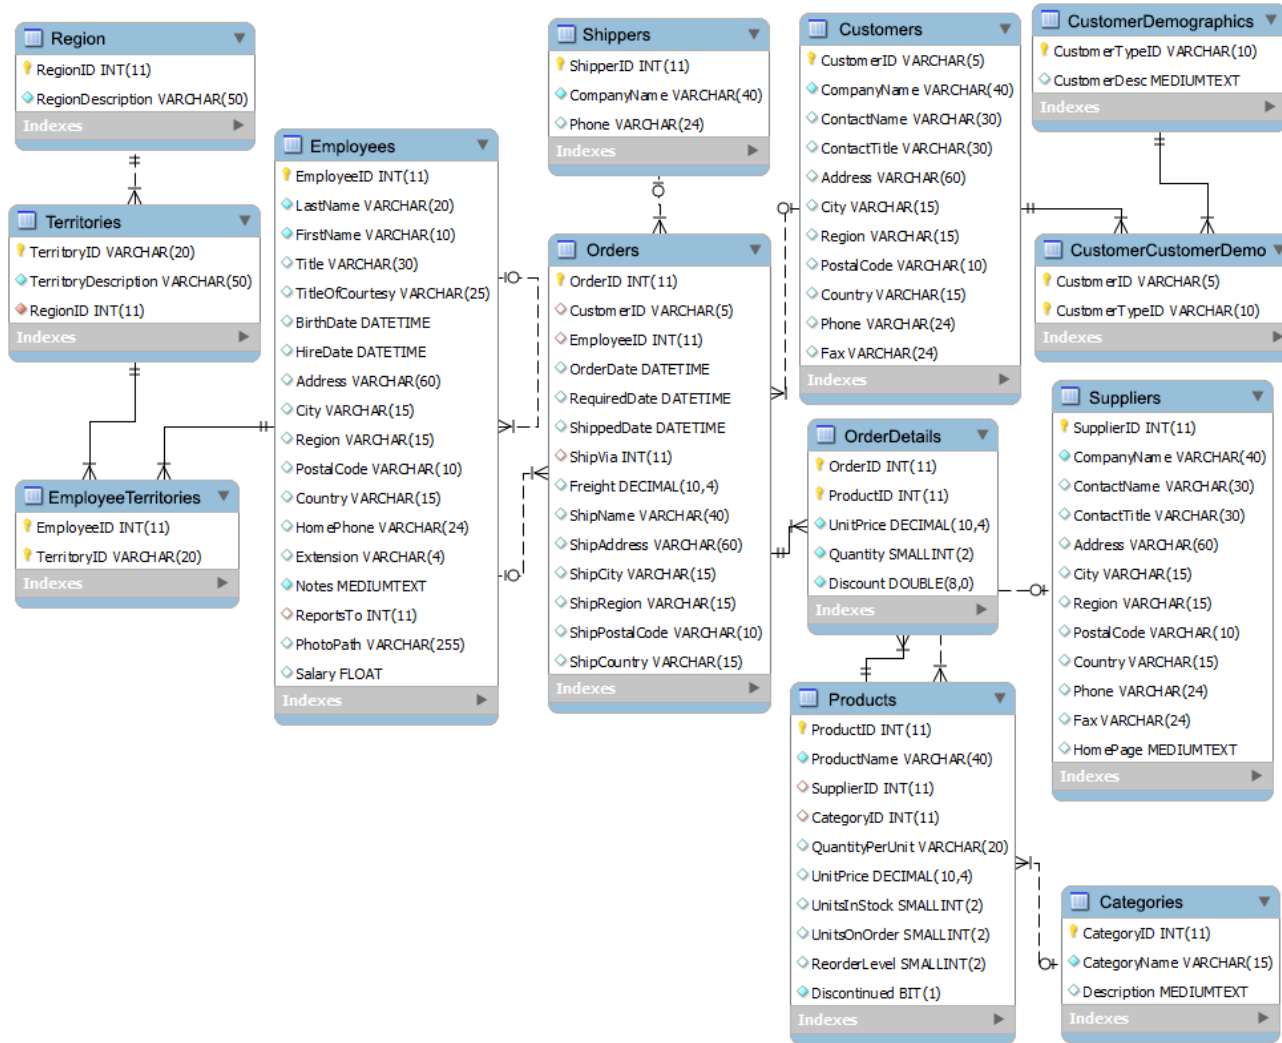 Region
RegionID INT(11)
RegionDescription VARCHAR(50)
Indexes
Territories
TerritoryID VARCHAR(20)
TerritoryDescription VARCHAR(50)
RegionID INT(11)
Indexes
EmployeeTerritories
EmployeeID INT(11)
TerritoryID VARCHAR(20)
Indexes
Employees
EmployeeID INT(11)
LastName VARCHAR(20)
FirstName VARCHAR(10)
Title VARCHAR(30)
TitleOfCourtesy VARCHAR(25)
BirthDate DATETIME
HireDate DATETIME
Address VARCHAR(60)
City VARCHAR(15)
Region VARCHAR(15)
PostalCode VARCHAR(10)
Country VARCHAR(15)
HomePhone VARCHAR(24)
Extension VARCHAR(4)
Notes MEDIUMTEXT
ReportsTo INT(11)
PhotoPath VARCHAR(255)
Salary FLOAT
Indexes
Shippers
ShipperID INT(11)
CompanyName VARCHAR(40)
Phone VARCHAR(24)
Indexes
Orders
OrderID INT(11)
CustomerID VARCHAR(5)
EmployeeID INT(11)
OrderDate DATETIME
RequiredDate DATETIME
ShippedDate DATETIME
ShipVia INT(11)
Freight DECIMAL(10,4)
ShipName VARCHAR(40)
ShipAddress VARCHAR(60)
ShipCity VARCHAR(15)
ShipRegion VARCHAR(15)
ShipPostalCode VARCHAR(10)
ShipCountry VARCHAR(15)
Indexes
Customers
CustomerID VARCHAR(5)
CompanyName VARCHAR(40)
ContactName VARCHAR(30)
ContactTitle VARCHAR(30)
Address VARCHAR(60)
City VARCHAR(15)
Region VARCHAR(15)
PostalCode VARCHAR(10)
Country VARCHAR(15)
Phone VARCHAR(24)
Fax VARCHAR(24)
Indexes
CustomerDemographics
CustomerTypeID VARCHAR(10)
CustomerDesc MEDIUMTEXT
Indexes
CustomerCustomerDemo
CustomerID VARCHAR(5)
CustomerTypeID VARCHAR(10)
Indexes
OrderDetails
OrderID INT(11)
ProductID INT(11)
UnitPrice DECIMAL(10,4)
Quantity SMALLINT(2)
Discount DOUBLE(8,0)
Indexes
Suppliers
SupplierID INT(11)
CompanyName VARCHAR(40)
ContactName VARCHAR(30)
ContactTitle VARCHAR(30)
Address VARCHAR(60)
City VARCHAR(15)
Region VARCHAR(15)
PostalCode VARCHAR(10)
Country VARCHAR(15)
Phone VARCHAR(24)
Fax VARCHAR(24)
HomePage MEDIUMTEXT
Indexes
Products
ProductID INT(11)
ProductName VARCHAR(40)
SupplierID INT(11)
CategoryID INT(11)
QuantityPerUnit VARCHAR(20)
UnitPrice DECIMAL(10,4)
UnitsInStock SMALLINT(2)
UnitsOnOrder SMALLINT(2)
ReorderLevel SMALLINT(2)
Discontinued BIT(1)
Indexes
Categories
CategoryID INT(11)
CategoryName VARCHAR(15)
Description MEDIUMTEXT
Indexes